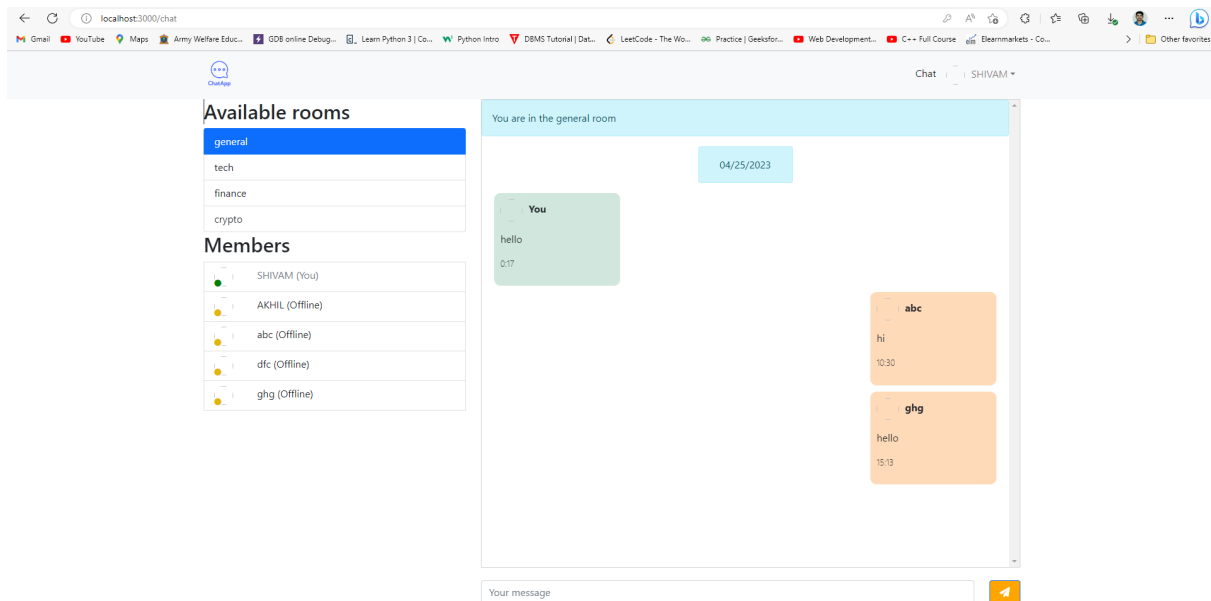 localhost:3000/chat
Gmail YouTube Maps Army Welfare Educ... GDB online Debug... Learn Python 3 | Co... Python Intro DBMS Tutorial | Dat... LeetCode - The Wo... Practice | Geeksfor... Web Development... C++ Full Course Elearnmarkets - Co... Other favorites
ChatApp
Chat SHIVAM
Available rooms
general
tech
finance
crypto
Members
SHIVAM (You)
AKHIL (Offline)
abc (Offline)
dfc (Offline)
ghg (Offline)
You are in the general room
04/25/2023
You
hello
0:17
abc
hi
10:30
ghg
hello
15:13
Your message